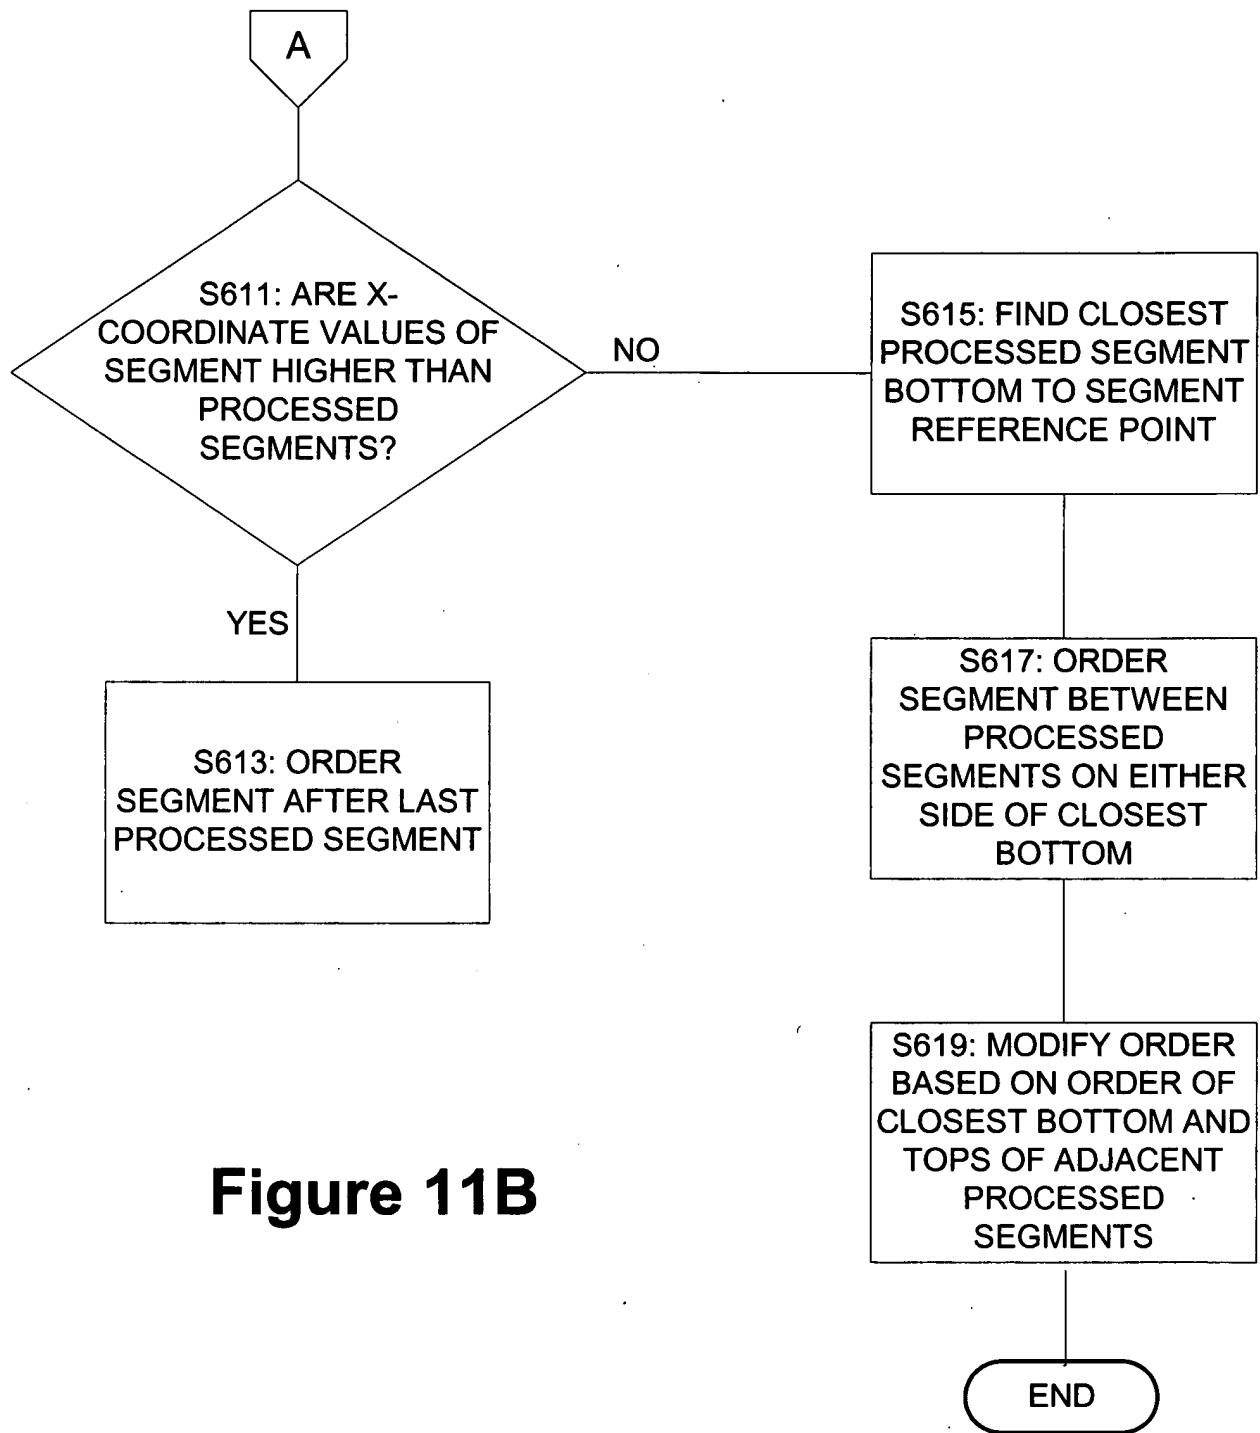 A
S611: ARE X-
COORDINATE VALUES OF
SEGMENT HIGHER THAN
PROCESSED
SEGMENTS?
NO
YES
S613: ORDER
SEGMENT AFTER LAST
PROCESSED SEGMENT
S615: FIND CLOSEST
PROCESSED SEGMENT
BOTTOM TO SEGMENT
REFERENCE POINT
S617: ORDER
SEGMENT BETWEEN
PROCESSED
SEGMENTS ON EITHER
SIDE OF CLOSEST
BOTTOM
S619: MODIFY ORDER
BASED ON ORDER OF
CLOSEST BOTTOM AND
TOPS OF ADJACENT
PROCESSED
SEGMENTS
END
Figure 11B